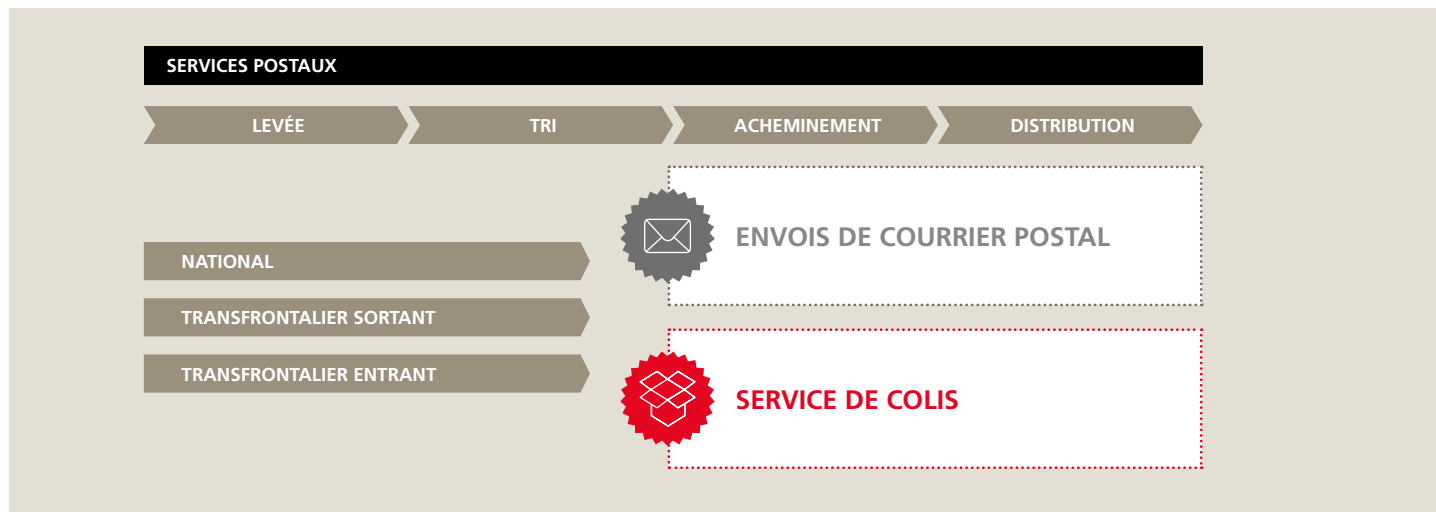 SERVICES POSTAUX
LEVÉE
TRI
ACHEMINEMENT
DISTRIBUTION
NATIONAL
TRANSFRONTALIER SORTANT
TRANSFRONTALIER ENTRANT
ENVOIS DE COURRIER POSTAL
SERVICE DE COLIS